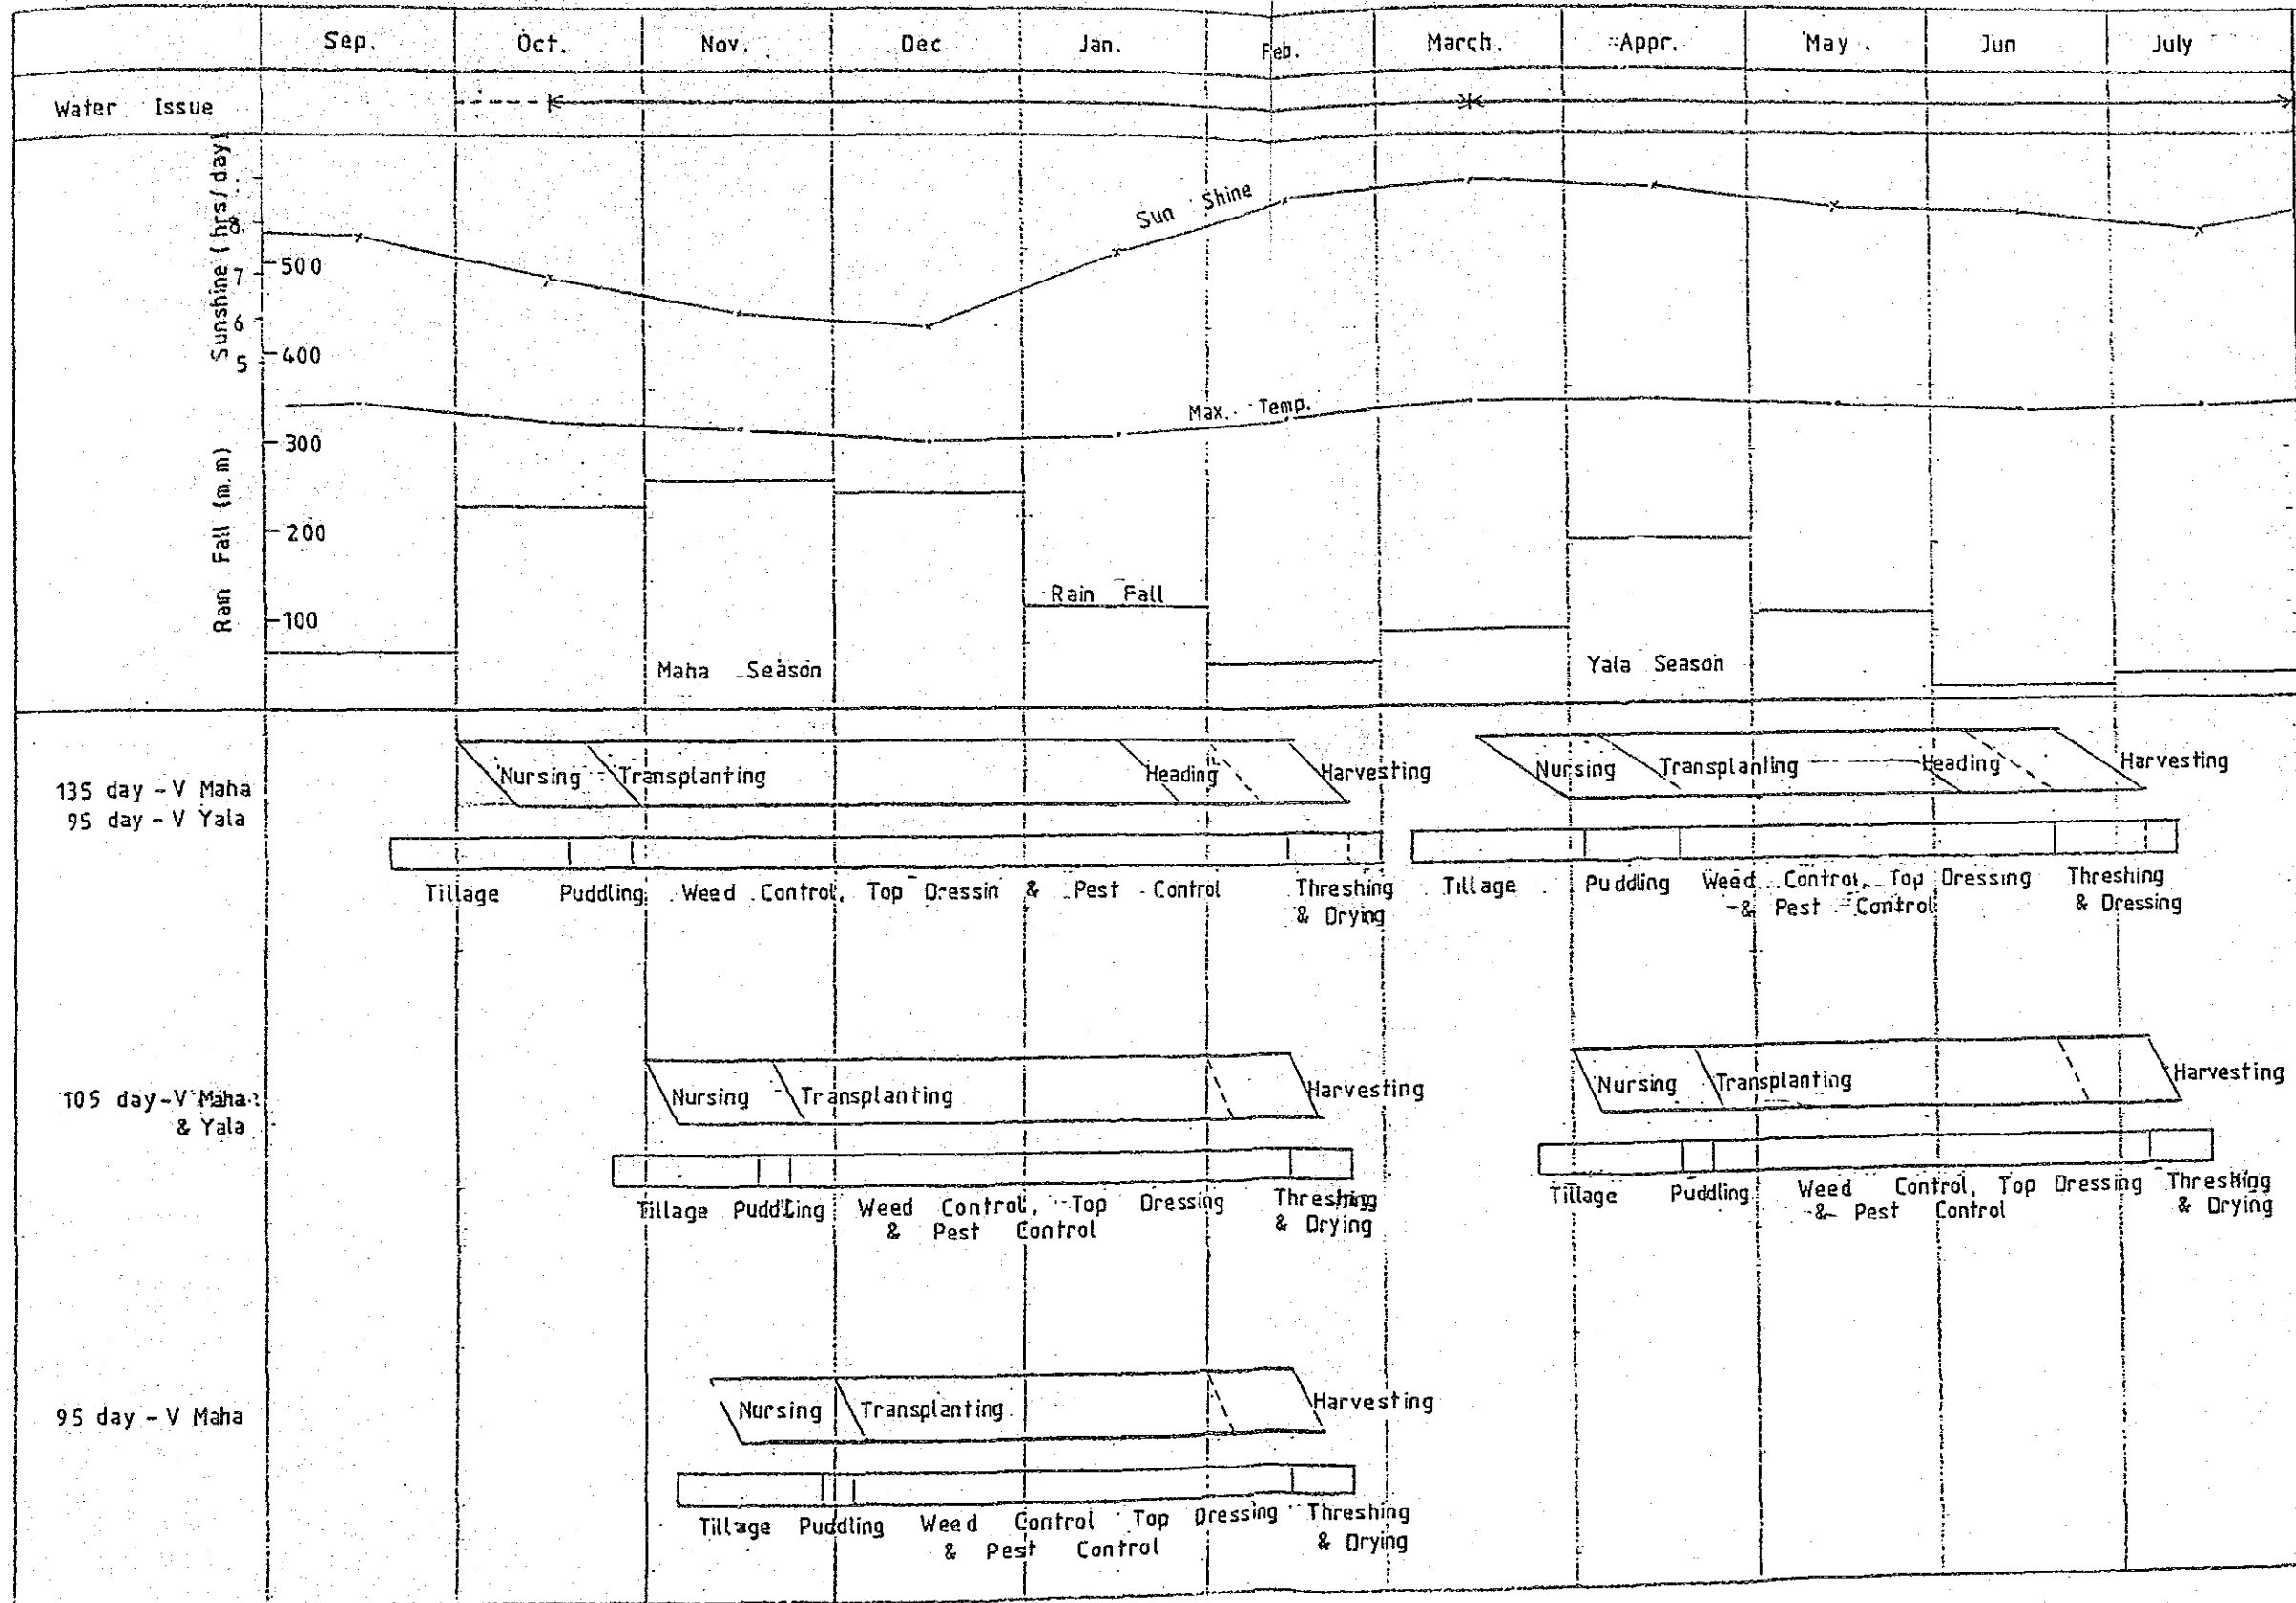 Sep. Oct. Nov. Dec Jan. Feb. March. Appr. May. Jun July
Water Issue
Sunshine (hrs/day)
8
7
6
5
500
400
300
200
100
Rain Fall (m.m)
Sun Shine
Max. Temp.
Rain Fall
Maha Season
Yala Season
135 day - V Maha
95 day - V Yala
Nursing Transplanting Heading Harvesting
Nursing Transplanting Heading Harvesting
Tillage Puddling Weed Control, Top Dressin & Pest Control Threshing
& Drying
Tillage Puddling Weed Control, Top Dressing Threshing
& Pest Control & Dressing
105 day - V Maha
& Yala
Nursing Transplanting Harvesting
Nursing Transplanting Harvesting
Tillage Puddling Weed Control, Top Dressing Threshing
& Pest Control & Drying
Tillage Puddling Weed Control, Top Dressing Threshing
& Pest Control & Drying
95 day - V Maha
Nursing Transplanting Harvesting
Tillage Puddling Weed Control Top Dressing Threshing
& Pest Control & Drying